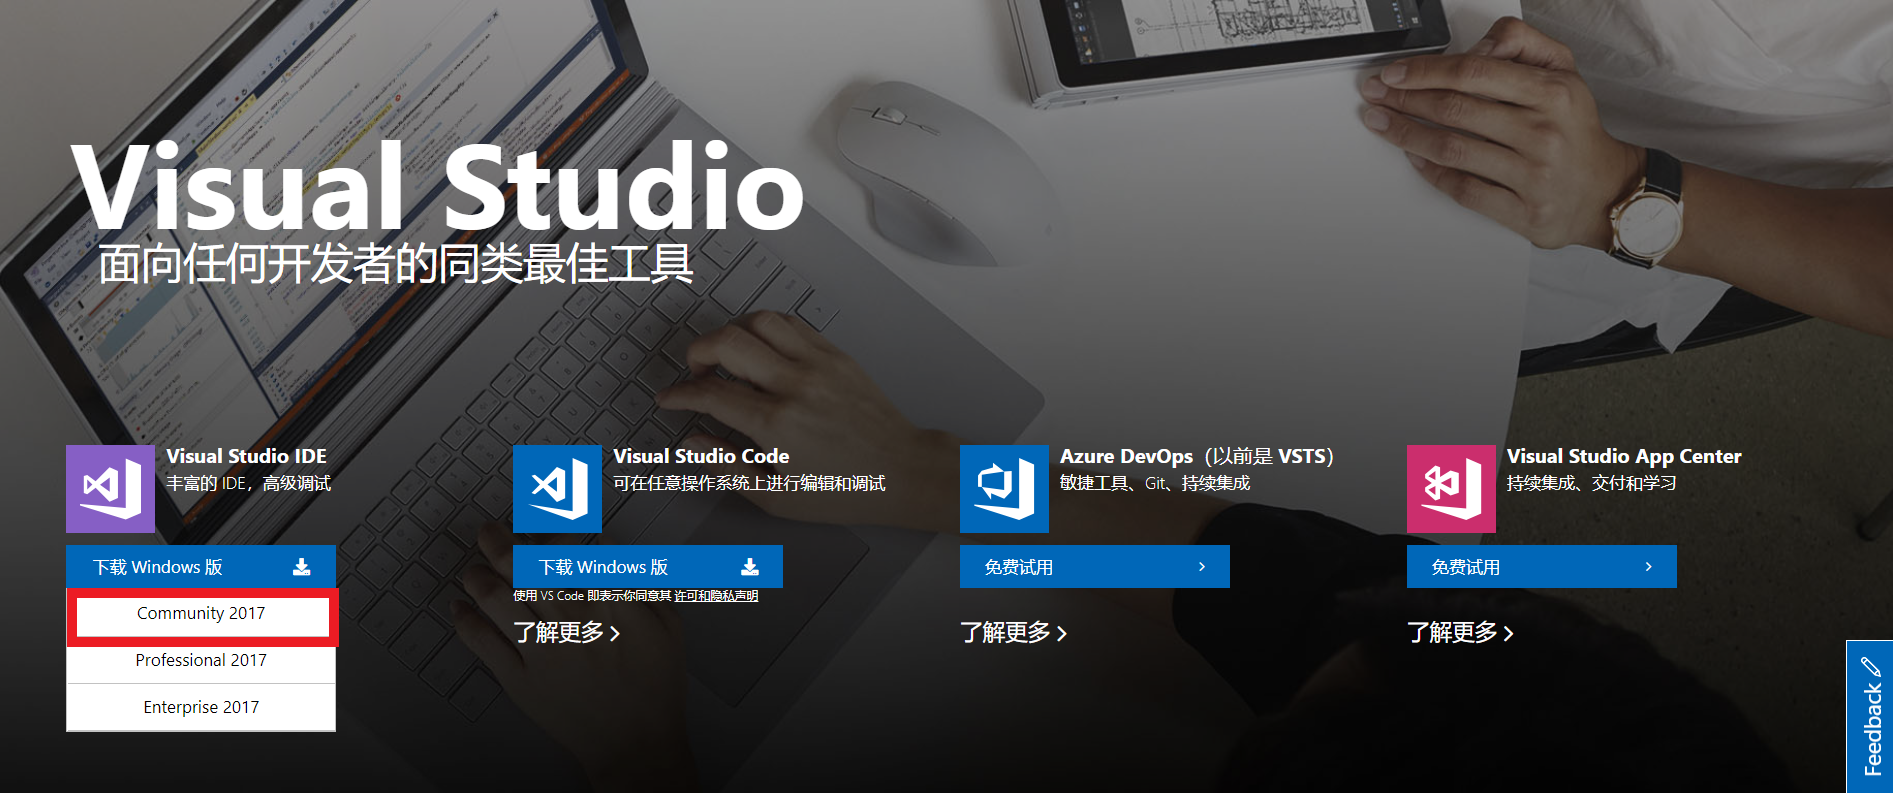 Visual Studio
面向任何开发者的同类最佳工具
Visual Studio IDE
丰富的 IDE，高级调试
下载 Windows 版
Community 2017
Professional 2017
Enterprise 2017
Visual Studio Code
可在任意操作系统上进行编辑和调试
下载 Windows 版
使用 VS Code 即表示你同意其 许可和隐私声明
了解更多
Azure DevOps（以前是 VSTS）
敏捷工具、Git、持续集成
免费试用
了解更多
Visual Studio App Center
持续集成、交付和学习
免费试用
了解更多
Feedback